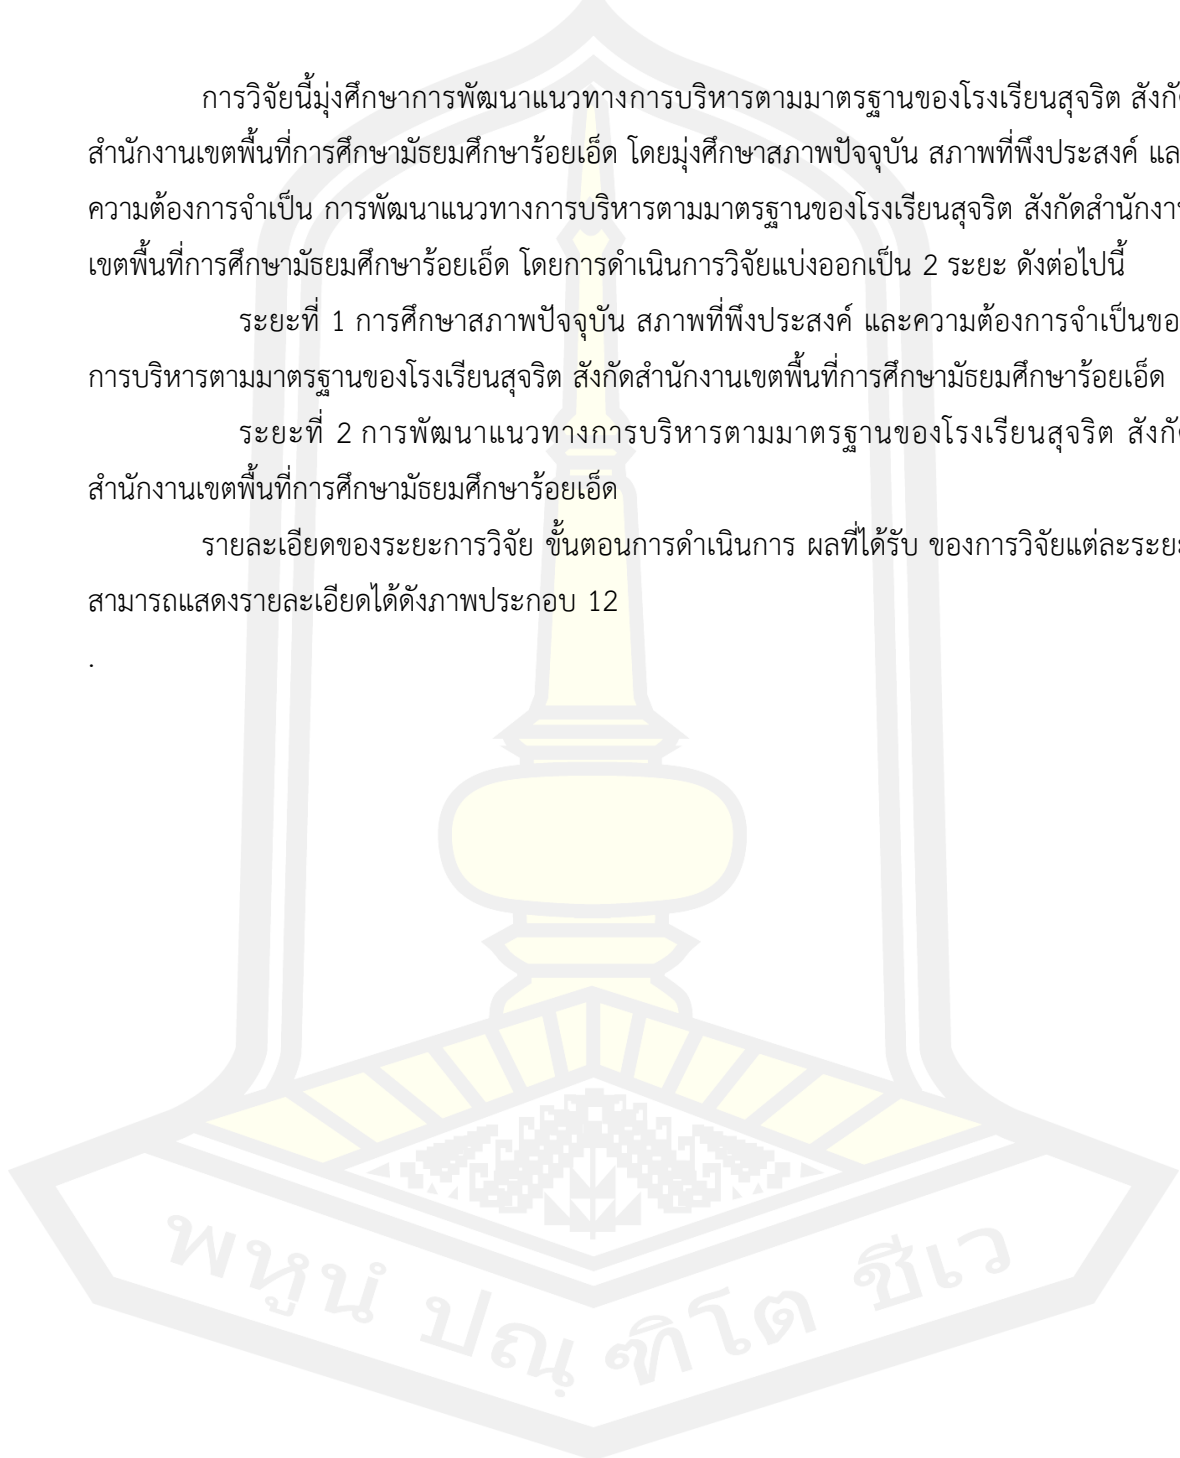 การวิจัยนี้มุ่งศึกษาการพัฒนาแนวทางการบริหารตามมาตรฐานของโรงเรียนสุจริต สังกัด
สำนักงานเขตพื้นที่การศึกษามัธยมศึกษาร้อยเอ็ด โดยมุ่งศึกษาสภาพปัจจุบัน สภาพที่พึงประสงค์ และ
ความต้องการจำเป็น การพัฒนาแนวทางการบริหารตามมาตรฐานของโรงเรียนสุจริต สังกัดสำนักงาน
เขตพื้นที่การศึกษามัธยมศึกษาร้อยเอ็ด โดยการดำเนินการวิจัยแบ่งออกเป็น 2 ระยะ ดังต่อไปนี้
ระยะที่ 1 การศึกษาสภาพปัจจุบัน สภาพที่พึงประสงค์ และความต้องการจำเป็นของ
การบริหารตามมาตรฐานของโรงเรียนสุจริต สังกัดสำนักงานเขตพื้นที่การศึกษามัธยมศึกษาร้อยเอ็ด
ระยะที่ 2 การพัฒนาแนวทางการบริหารตามมาตรฐานของโรงเรียนสุจริต สังกัด
สำนักงานเขตพื้นที่การศึกษามัธยมศึกษาร้อยเอ็ด
รายละเอียดของระยะการวิจัย ขั้นตอนการดำเนินการ ผลที่ได้รับ ของการวิจัยแต่ละระยะ
สามารถแสดงรายละเอียดได้ดังภาพประกอบ 12
.
พหูนํ ปณฺฑิโต ชีเว